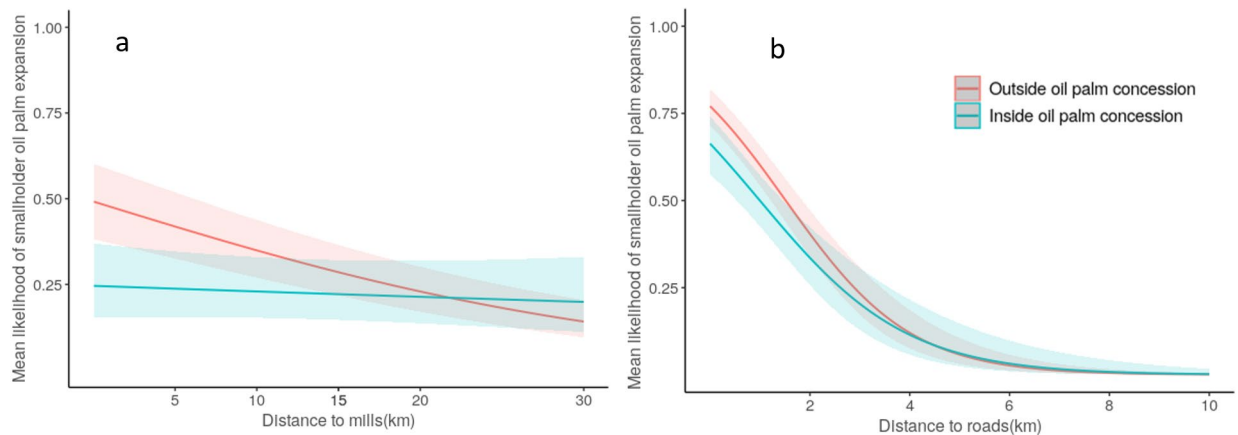 Mean likelihood of smallholder oil palm expansion
1.00
0.75
0.50
0.25
a
5
10
15
20
30
Distance to mills(km)
Mean likelihood of smallholder oil palm expansion
1.00
0.75
0.50
0.25
b
Outside oil palm concession
Inside oil palm concession
2
4
6
8
10
Distance to roads(km)